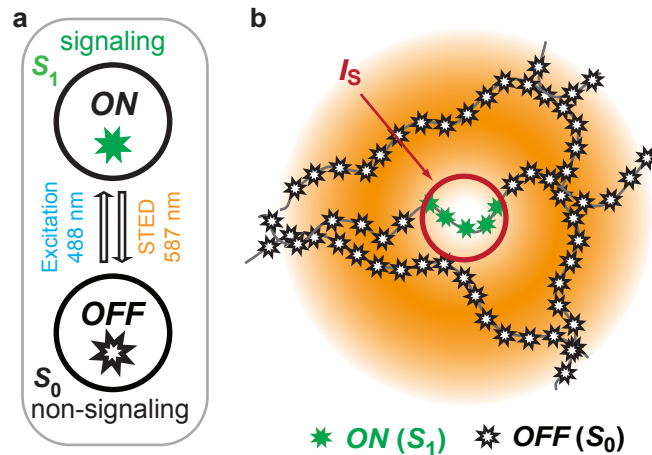 a
signaling
S1
ON
Excitation
488 nm
STED
587 nm
OFF
S0
non-signaling
b
IS
ON (S1)
OFF (S0)